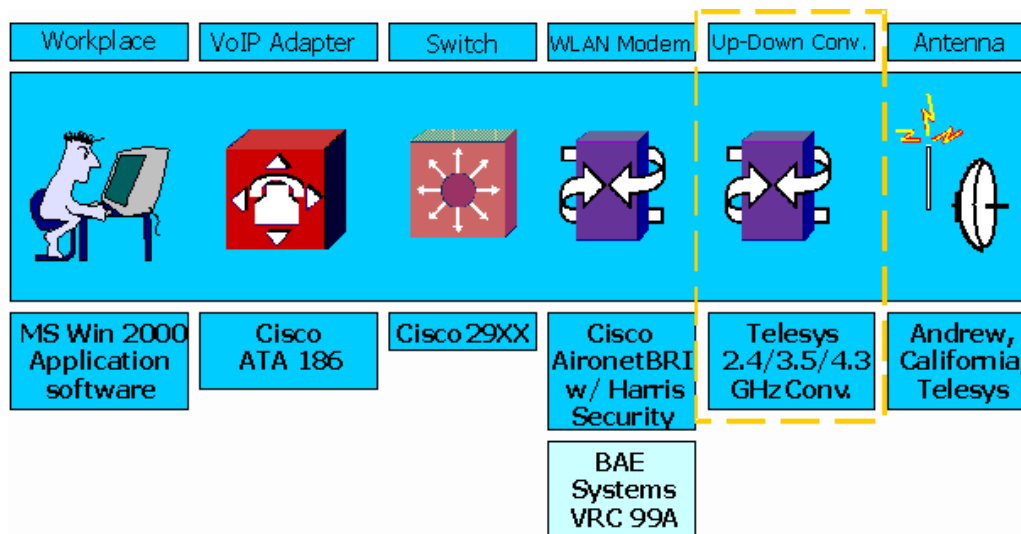 Workplace
VoIP Adapter
Switch
WLAN Modem
Up-Down Conv.
Antenna
MS Win 2000
Application
software
Cisco
ATA 186
Cisco 29XX
Cisco
AironetBRI
w/ Harris
Security
Telesys
2.4/3.5/4.3
GHz Conv.
Andrew,
California
Telesys
BAE
Systems
VRC 99A